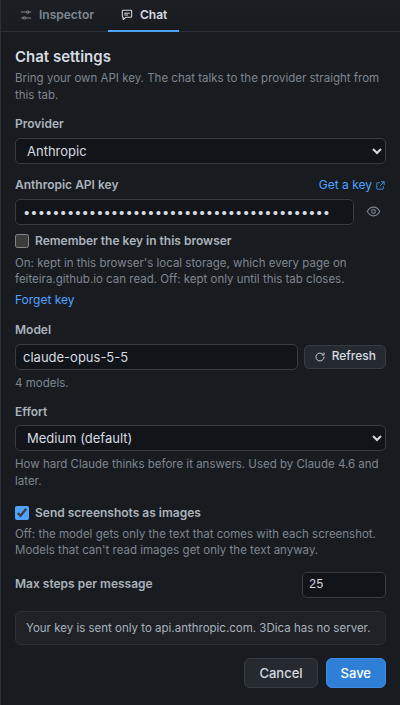 Inspector
Chat
Chat settings
Bring your own API key. The chat talks to the provider straight from
this tab.
Provider
Anthropic
Anthropic API key
Get a key
••••••••••••••••••••••••••••••••••••••••••
Remember the key in this browser
On: kept in this browser's local storage, which every page on
feiteira.github.io can read. Off: kept only until this tab closes.
Forget key
Model
claude-opus-5-5
Refresh
4 models.
Effort
Medium (default)
How hard Claude thinks before it answers. Used by Claude 4.6 and
later.
Send screenshots as images
Off: the model gets only the text that comes with each screenshot.
Models that can't read images get only the text anyway.
Max steps per message
25
Your key is sent only to api.anthropic.com. 3Dica has no server.
Cancel
Save